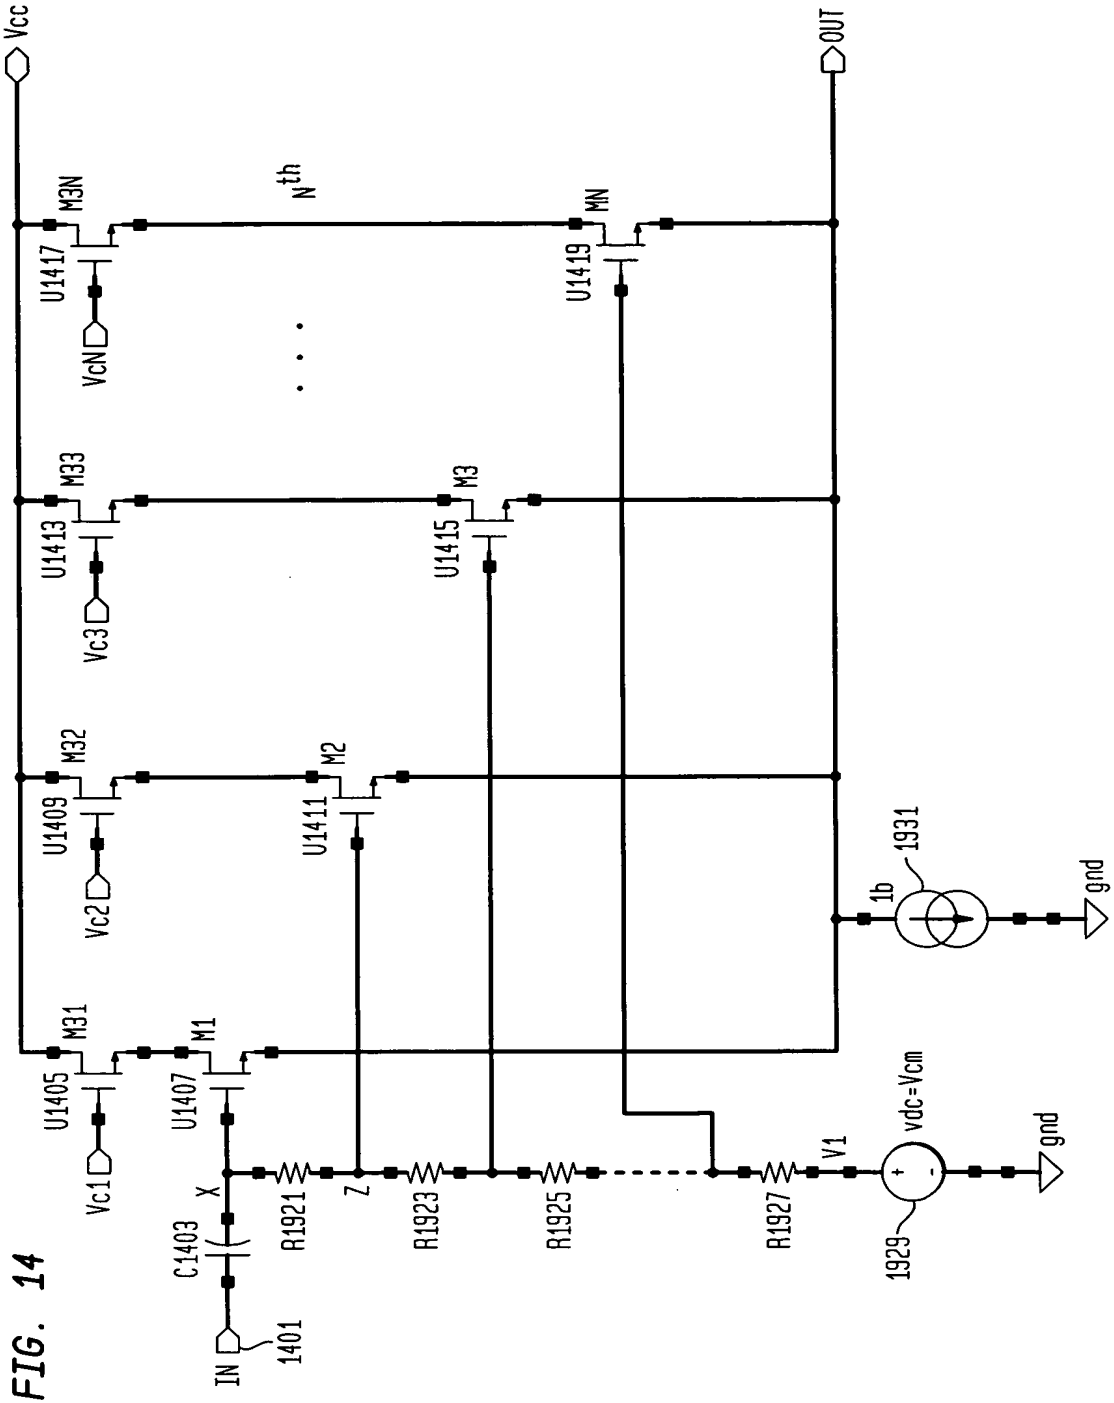 FIG. 14
Vcc
Vc1
U1405
M31
Vc2
U1409
M32
Vc3
U1413
M33
VcN
U1417
M3N
Nth
IN
1401
C1403
X
U1407
M1
R1921
Z
U1411
M2
R1923
U1415
M3
R1925
U1419
MN
R1927
V1
1929
vdc=Vcm
+
-
gnd
1b
1931
gnd
OUT